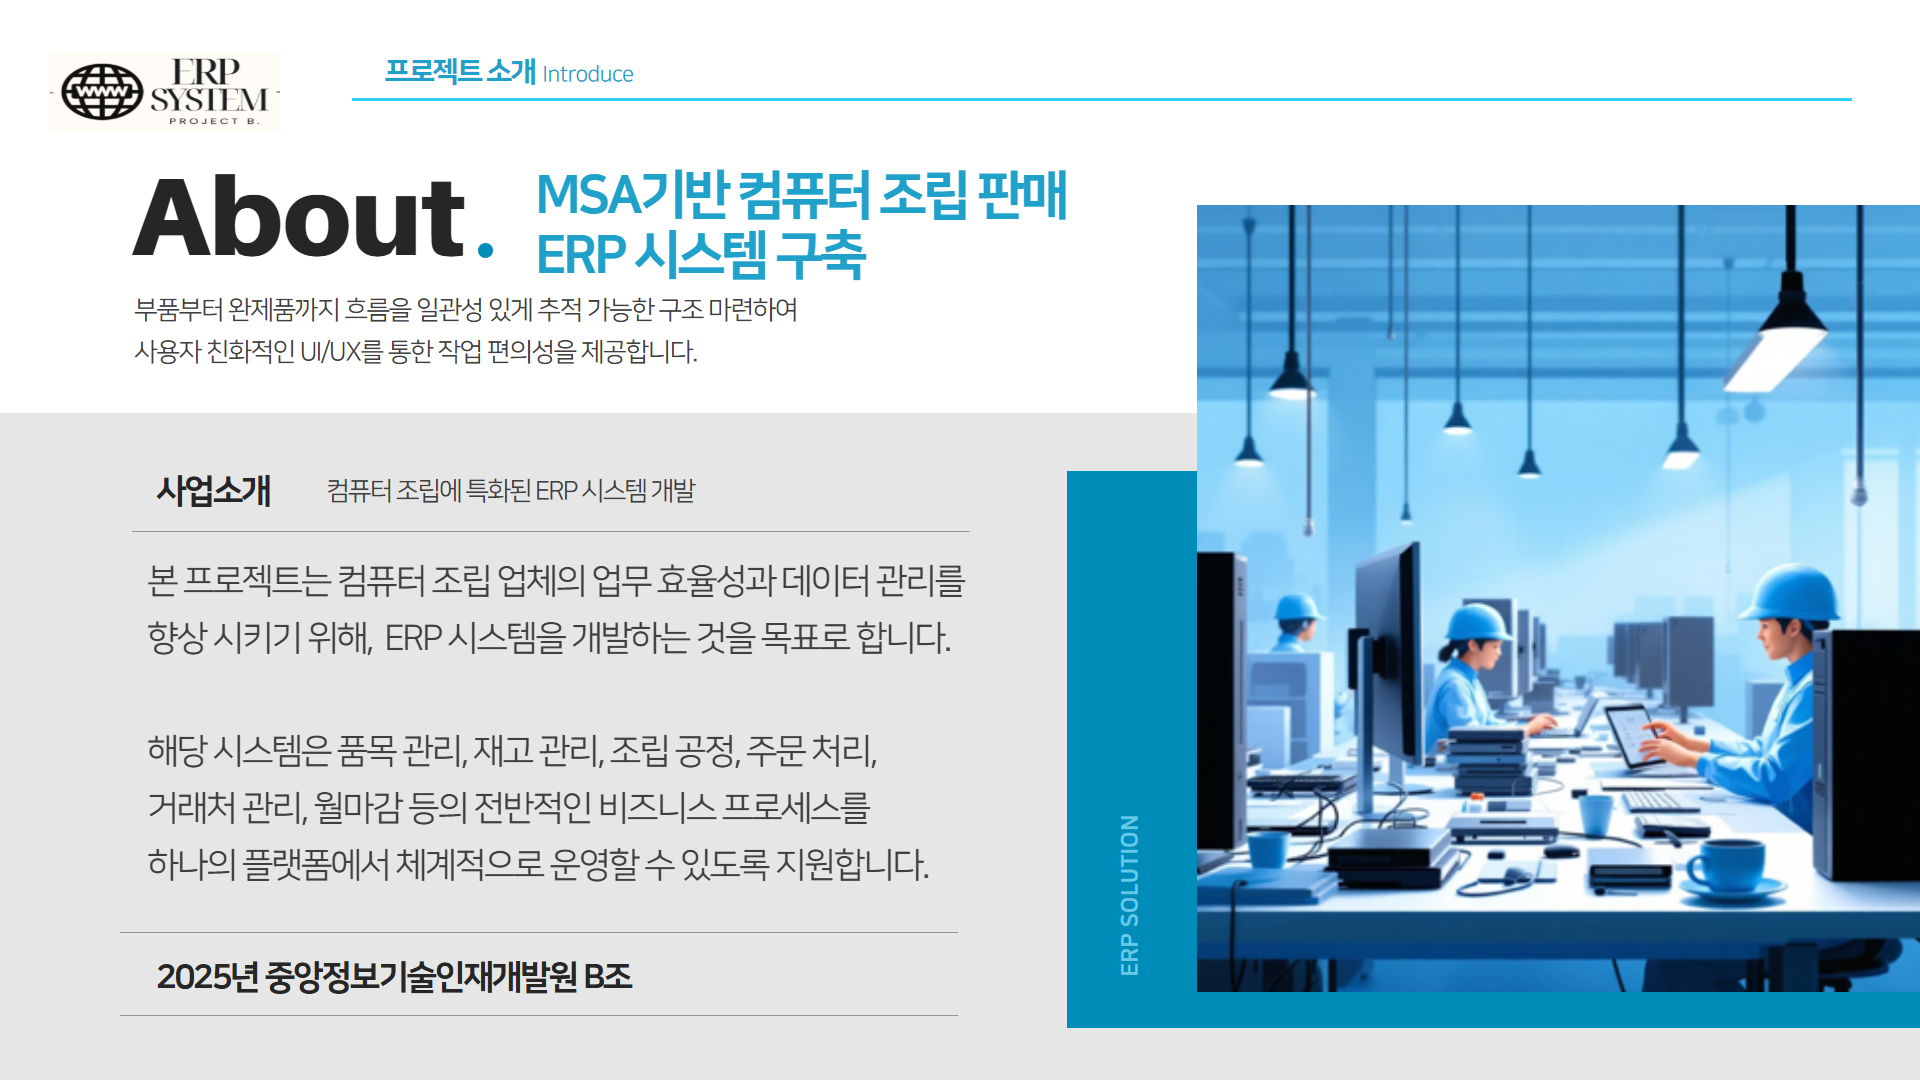 WWW
ERP
SYSTEM
PROJECT B.
프로젝트 소개 Introduce
About.
MSA기반 컴퓨터 조립 판매
ERP 시스템 구축
부품부터 완제품까지 흐름을 일관성 있게 추적 가능한 구조 마련하여
사용자 친화적인 UI/UX를 통한 작업 편의성을 제공합니다.
사업소개 컴퓨터 조립에 특화된 ERP 시스템 개발
본 프로젝트는 컴퓨터 조립 업체의 업무 효율성과 데이터 관리를
향상 시키기 위해, ERP 시스템을 개발하는 것을 목표로 합니다.
해당 시스템은 품목 관리, 재고 관리, 조립 공정, 주문 처리,
거래처 관리, 월마감 등의 전반적인 비즈니스 프로세스를
하나의 플랫폼에서 체계적으로 운영할 수 있도록 지원합니다.
2025년 중앙정보기술인재개발원 B조
ERP SOLUTION